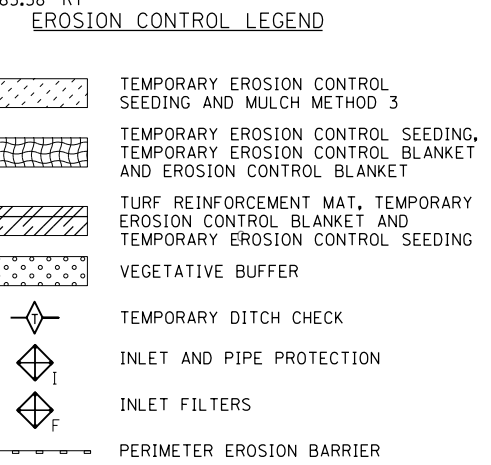 EROSION CONTROL LEGEND
TEMPORARY EROSION CONTROL
SEEDING AND MULCH METHOD 3
TEMPORARY EROSION CONTROL SEEDING,
TEMPORARY EROSION CONTROL BLANKET
AND EROSION CONTROL BLANKET
TURF REINFORCEMENT MAT, TEMPORARY
EROSION CONTROL BLANKET AND
TEMPORARY EROSION CONTROL SEEDING
VEGETATIVE BUFFER
T
TEMPORARY DITCH CHECK
I
INLET AND PIPE PROTECTION
F
INLET FILTERS
PERIMETER EROSION BARRIER